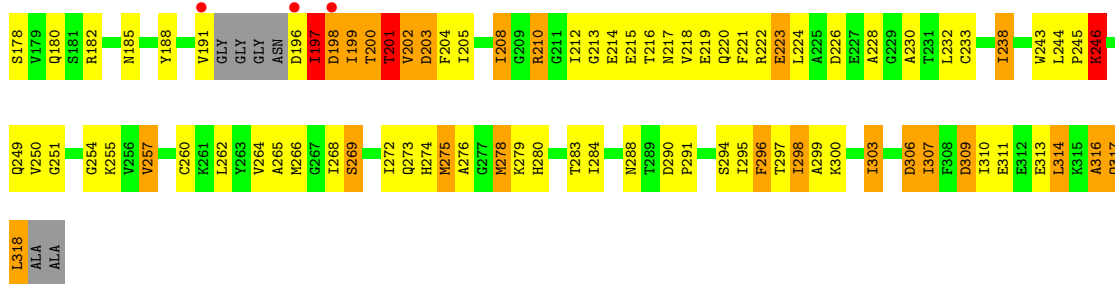 S178 V179 Q180 S181 R182 N185 Y188 V191 GLY GLY GLY ASN D196 I197 D198 I199 T200 T201 V202 D203 F204 I205 I208 G209 R210 G211 I212 G213 E214 E215 T216 N217 V218 E219 Q220 F221 R222 E223 L224 A225 D226 E227 A228 G229 A230 T231 L232 C233 I238 W243 L244 P245 K246
Q249 V250 G251 G254 K255 V256 V257 C260 K261 L262 Y263 V264 A265 M266 G267 I268 S269 I272 Q273 H274 M275 A276 G277 M278 K279 H280 T283 I284 N288 T289 D290 P291 S294 I295 F296 T297 I298 A299 K300 I303 D306 I307 F308 D309 I310 E311 E312 E313 L314 K315 A316 Q317
L318 ALA ALA